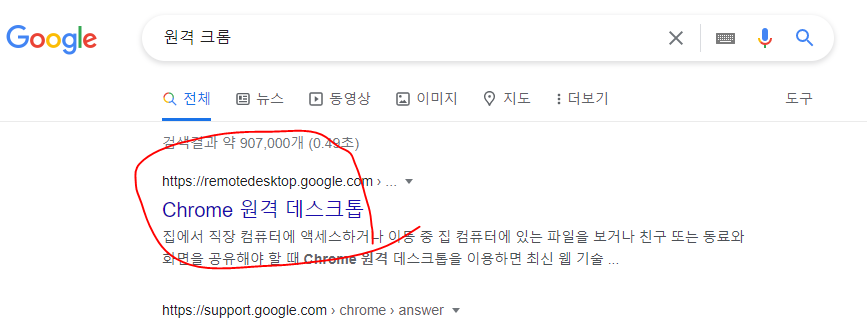 Google
원격 크롬
전체 뉴스 동영상 이미지 지도 더보기 도구
검색결과 약 907,000개 (0.49초)
https://remotedesktop.google.com › ...
Chrome 원격 데스크톱
집에서 직장 컴퓨터에 액세스하거나 이동 중 집 컴퓨터에 있는 파일을 보거나 친구 또는 동료와
화면을 공유해야 할 때 Chrome 원격 데스크톱을 이용하면 최신 웹 기술 ...
https://support.google.com › chrome › answer